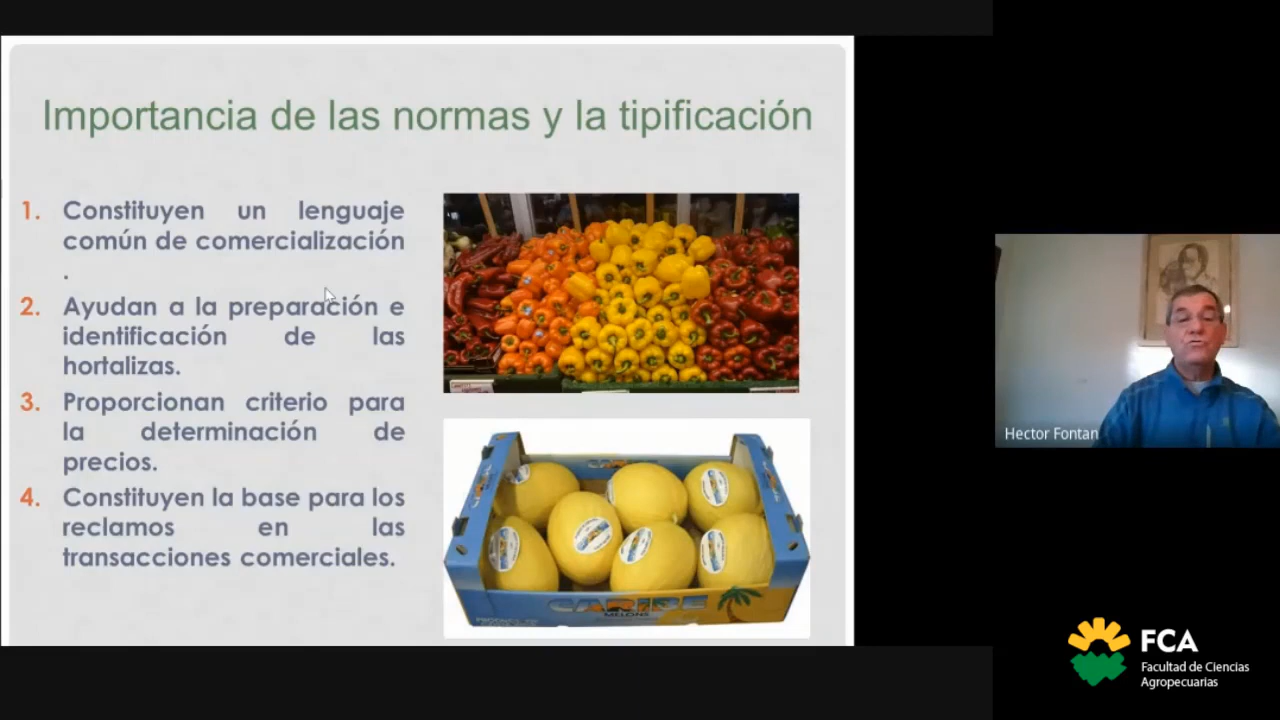 Importancia de las normas y la tipificación
1. Constituyen un lenguaje
común de comercialización
.
2. Ayudan a la preparación e
identificación de las
hortalizas.
3. Proporcionan criterio para
la determinación de
precios.
4. Constituyen la base para los
reclamos en las
transacciones comerciales.
CARIBE
MELONS
Hector Fontan
FCA
Facultad de Ciencias
Agropecuarias